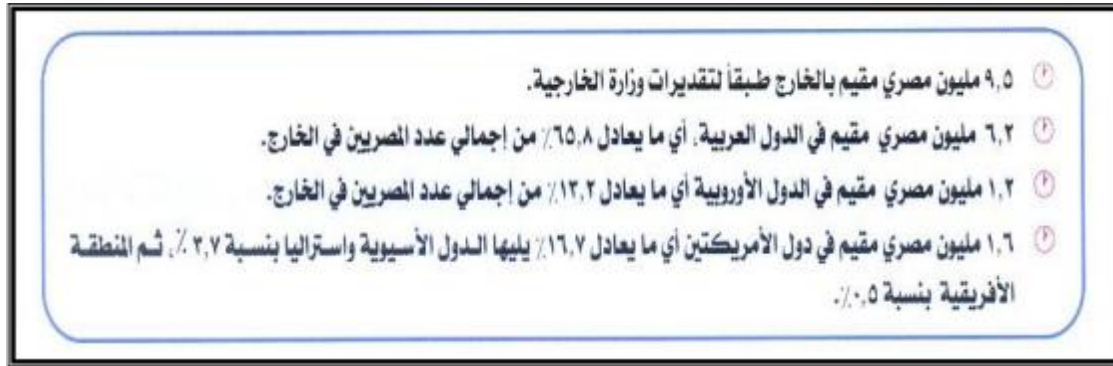 ٩,٥ مليون مصري مقيم بالخارج طبقاً لتقديرات وزارة الخارجية.
٦,٢ مليون مصري مقيم في الدول العربية، أي ما يعادل ٦٥,٨٪ من إجمالي عدد المصريين في الخارج.
١,٢ مليون مصري مقيم في الدول الأوروبية أي ما يعادل ١٣,٢٪ من إجمالي عدد المصريين في الخارج.
١,٦ مليون مصري مقيم في دول الأمريكتين أي ما يعادل ١٦,٧٪ يليها الدول الأسيوية واستراليا بنسبة ٣,٧ ٪، ثم المنطقة
الأفريقية بنسبة ٠,٥٪.